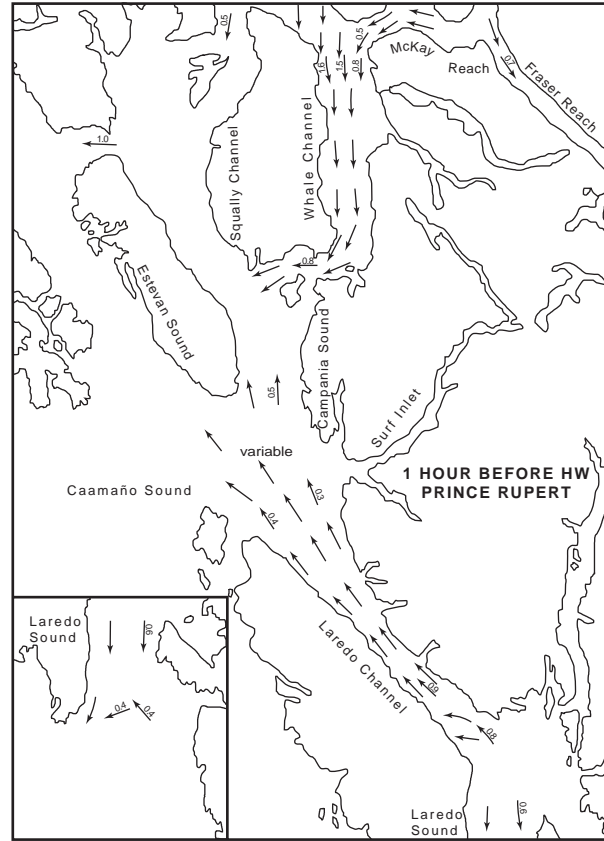 0.5
0.5
McKay
Reach
0.7
Fraser Reach
1.6
1.5
0.8
1.0
Squally Channel
Whale Channel
0.8
Estevan Sound
Campania Sound
0.5
Surf Inlet
variable
1 HOUR BEFORE HW
PRINCE RUPERT
Caamaño Sound
0.3
0.4
Laredo Channel
0.9
0.8
Laredo
Sound
0.6
Laredo
Sound
0.6
0.4
0.4